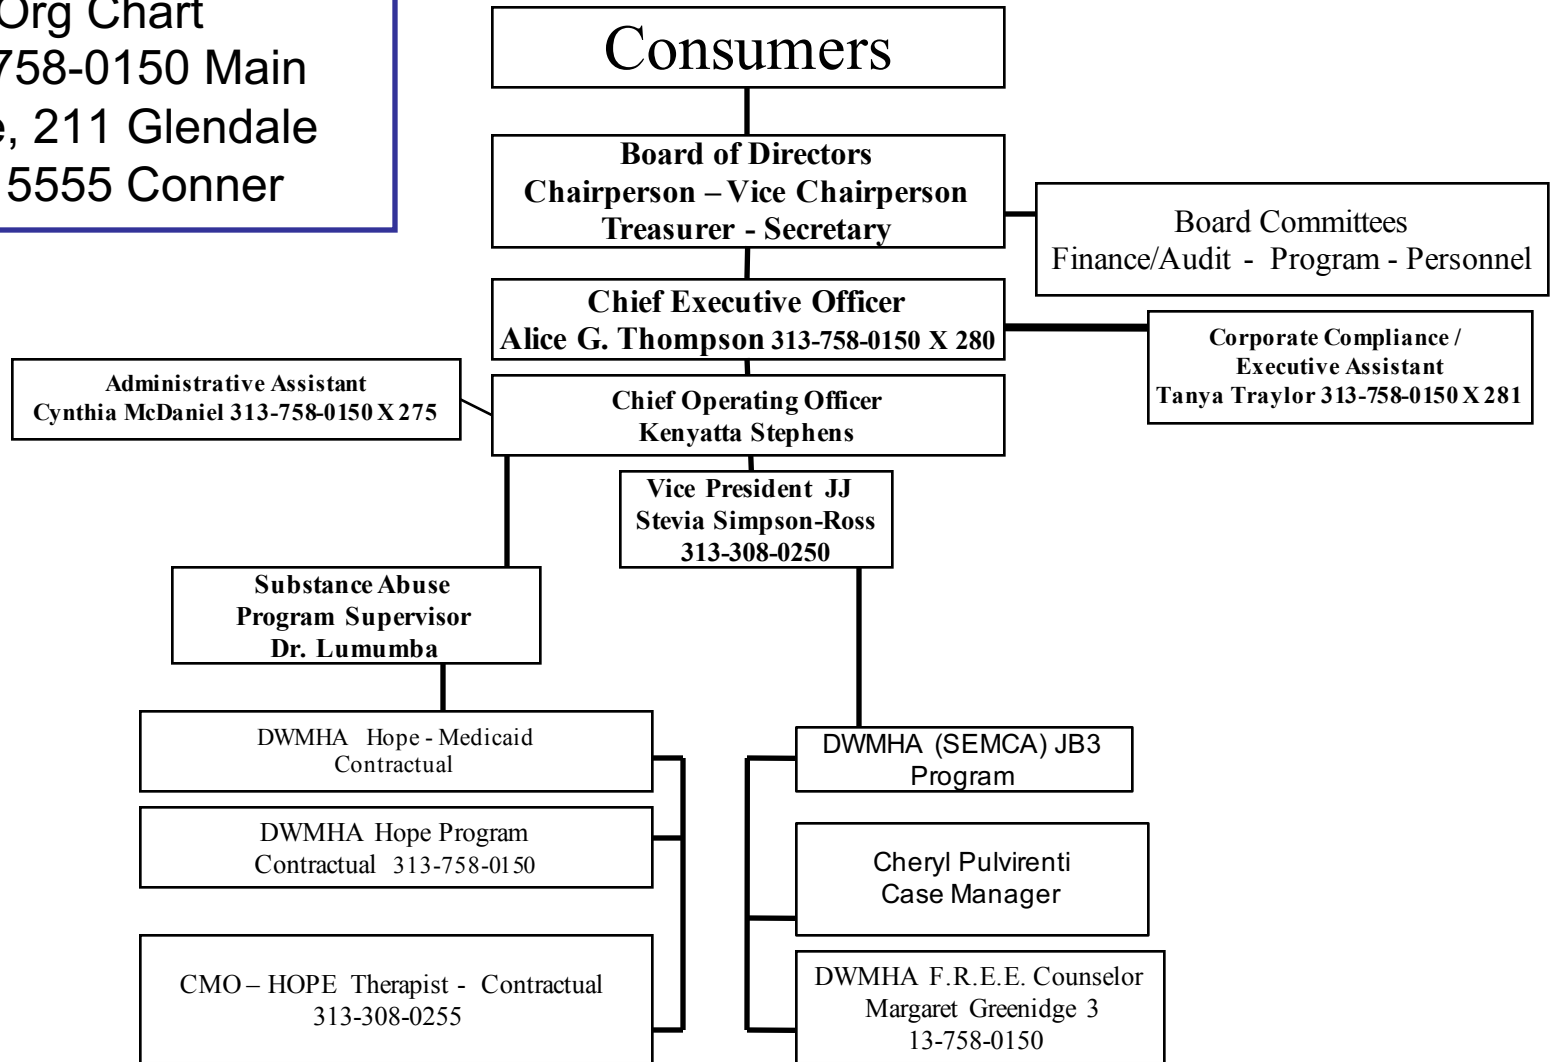 Org Chart
758-0150 Main
, 211 Glendale
5555 Conner
Consumers
Board of Directors
Chairperson – Vice Chairperson
Treasurer - Secretary
Board Committees
Finance/Audit - Program - Personnel
Chief Executive Officer
Alice G. Thompson 313-758-0150 X 280
Corporate Compliance /
Executive Assistant
Tanya Traylor 313-758-0150 X 281
Administrative Assistant
Cynthia McDaniel 313-758-0150 X 275
Chief Operating Officer
Kenyatta Stephens
Vice President JJ
Stevia Simpson-Ross
313-308-0250
Substance Abuse
Program Supervisor
Dr. Lumumba
DWMHA Hope - Medicaid
Contractual
DWMHA Hope Program
Contractual 313-758-0150
CMO – HOPE Therapist - Contractual
313-308-0255
DWMHA (SEMCA) JB3
Program
Cheryl Pulvirenti
Case Manager
DWMHA F.R.E.E. Counselor
Margaret Greenidge 3
13-758-0150